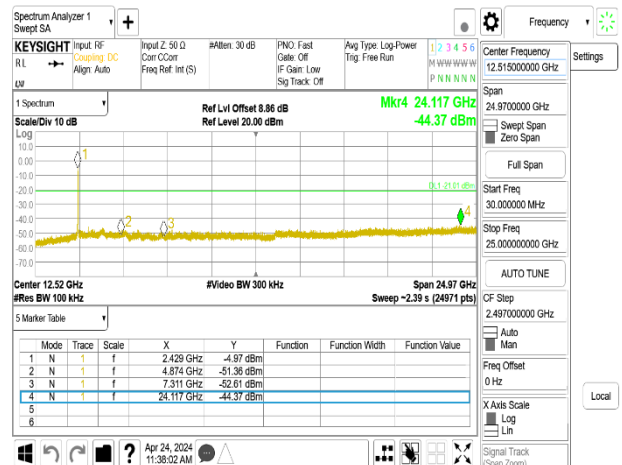 Spectrum Analyzer 1
Swept SA
Frequency
KEYSIGHT
RL
Input: RF
Coupling: DC
Align: Auto
Input Z: 50 Ω
Corr CCorr
Freq Ref: Int (S)
#Atten: 30 dB
PNO: Fast
Gate: Off
IF Gain: Low
Sig Track: Off
Avg Type: Log-Power
Trig: Free Run
1 2 3 4 5 6
M W W W W W
P N N N N N
1 Spectrum
Scale/Div 10 dB
Ref Lvl Offset 8.86 dB
Ref Level 20.00 dBm
Mkr4 24.117 GHz
-44.37 dBm
Log
10.0
0.00
-10.0
-20.0
-30.0
-40.0
-50.0
-60.0
-70.0
1
2
3
4
DL1 -21.01 dBm
Center 12.52 GHz
#Res BW 100 kHz
#Video BW 300 kHz
Span 24.97 GHz
Sweep ~2.39 s (24971 pts)
5 Marker Table
Mode Trace Scale X Y Function Function Width Function Value
1 N 1 f 2.429 GHz -4.97 dBm
2 N 1 f 4.874 GHz -51.36 dBm
3 N 1 f 7.311 GHz -52.61 dBm
4 N 1 f 24.117 GHz -44.37 dBm
5
6
Apr 24, 2024
11:38:02 AM
Center Frequency
12.515000000 GHz
Settings
Span
24.9700000 GHz
Swept Span
Zero Span
Full Span
Start Freq
30.000000 MHz
Stop Freq
25.000000000 GHz
AUTO TUNE
CF Step
2.497000000 GHz
Auto
Man
Freq Offset
0 Hz
X Axis Scale
Log
Lin
Local
Signal Track
(Span Zoom)